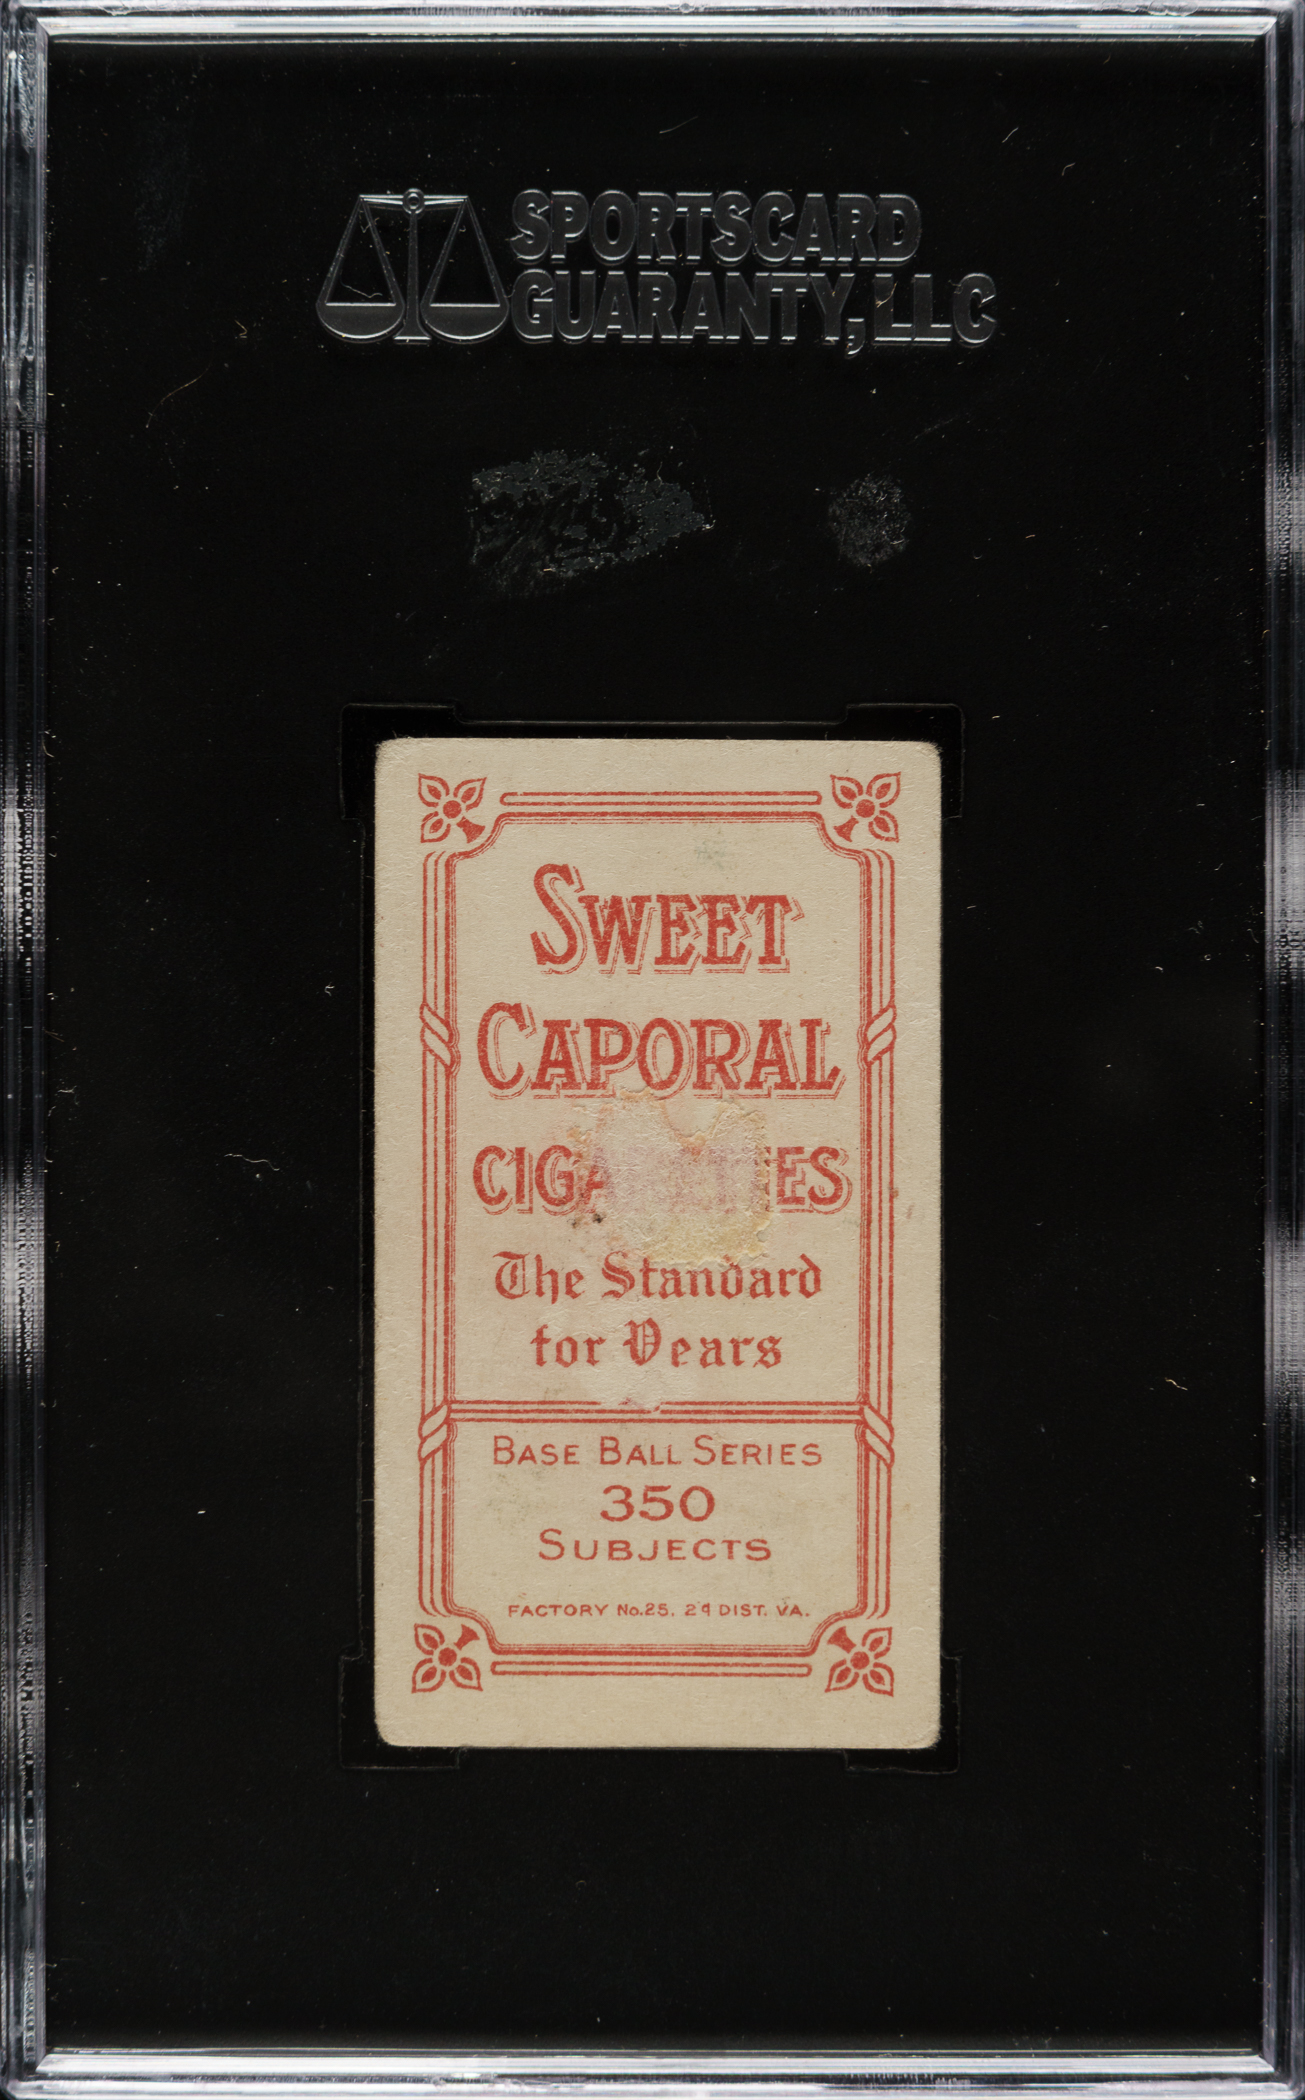 SPORTSCARD
GUARANTY, LLC
SWEET
CAPORAL
The Standard
for Years
BASE BALL SERIES
350
SUBJECTS
FACTORY No. 25. 2d DIST. VA.